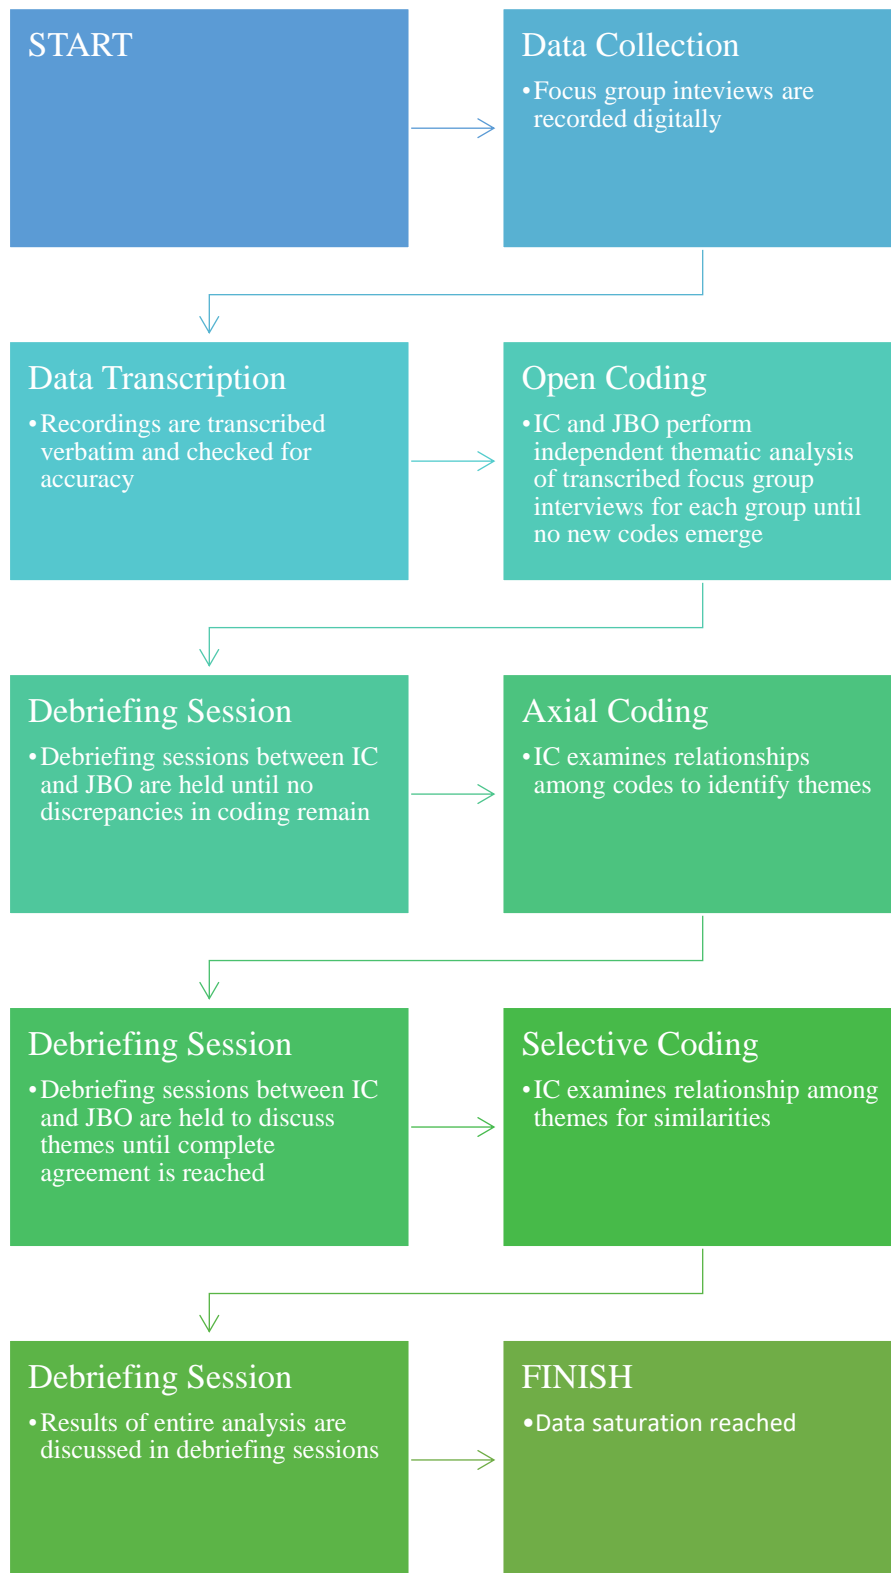 START
Data Collection
•Focus group inteviews are
recorded digitally
Data Transcription
•Recordings are transcribed
verbatim and checked for
accuracy
Open Coding
•IC and JBO perform
independent thematic analysis
of transcribed focus group
interviews for each group until
no new codes emerge
Debriefing Session
•Debriefing sessions between IC
and JBO are held until no
discrepancies in coding remain
Axial Coding
•IC examines relationships
among codes to identify themes
Debriefing Session
•Debriefing sessions between IC
and JBO are held to discuss
themes until complete
agreement is reached
Selective Coding
•IC examines relationship among
themes for similarities
Debriefing Session
•Results of entire analysis are
discussed in debriefing sessions
FINISH
•Data saturation reached